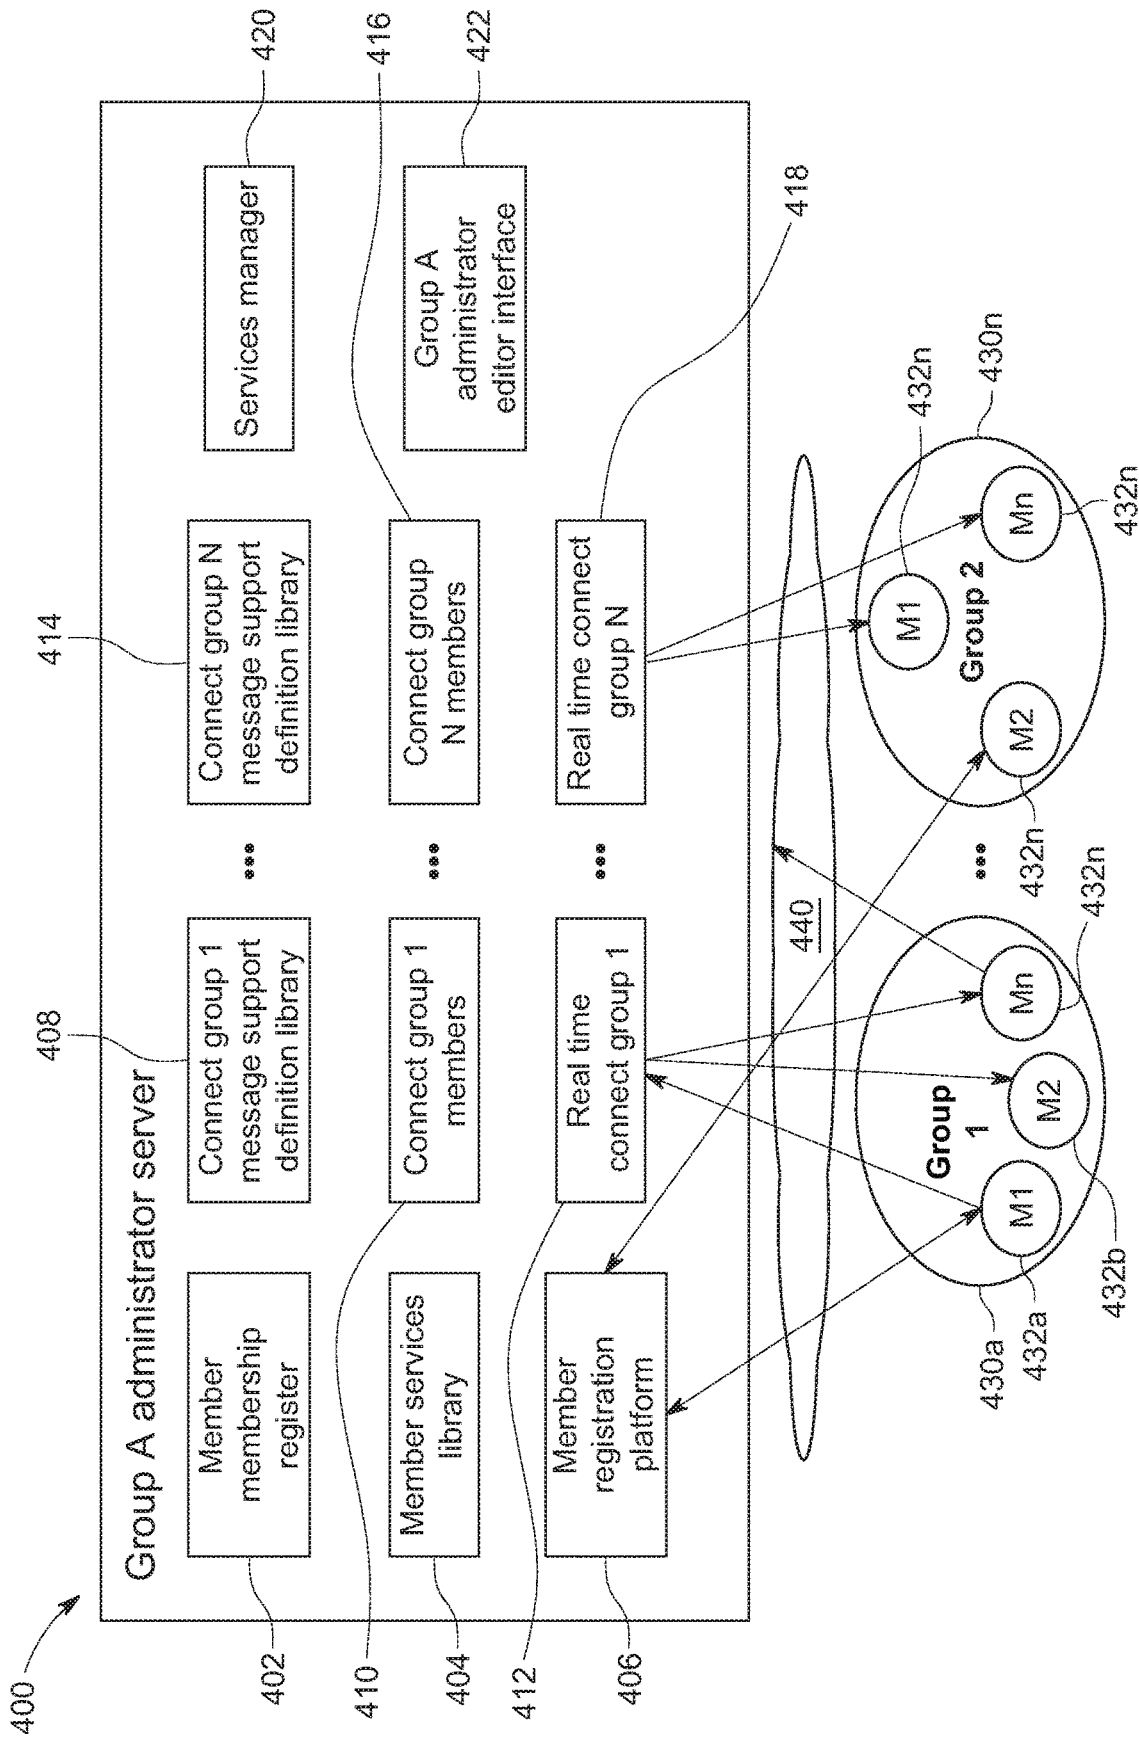 400
Group A administrator server
408
414
420
416
422
402
Member
membership
register
Connect group 1
message support
definition library
Connect group N
message support
definition library
Services manager
410
404
Member services
library
Connect group 1
members
Connect group
N members
Group A
administrator
editor interface
412
406
Member
registration
platform
Real time
connect group 1
Real time connect
group N
418
440
430a
432a
M1
432b
M2
Group
1
Mn
432n
432n
M2
M1
432n
Group 2
Mn
432n
430n